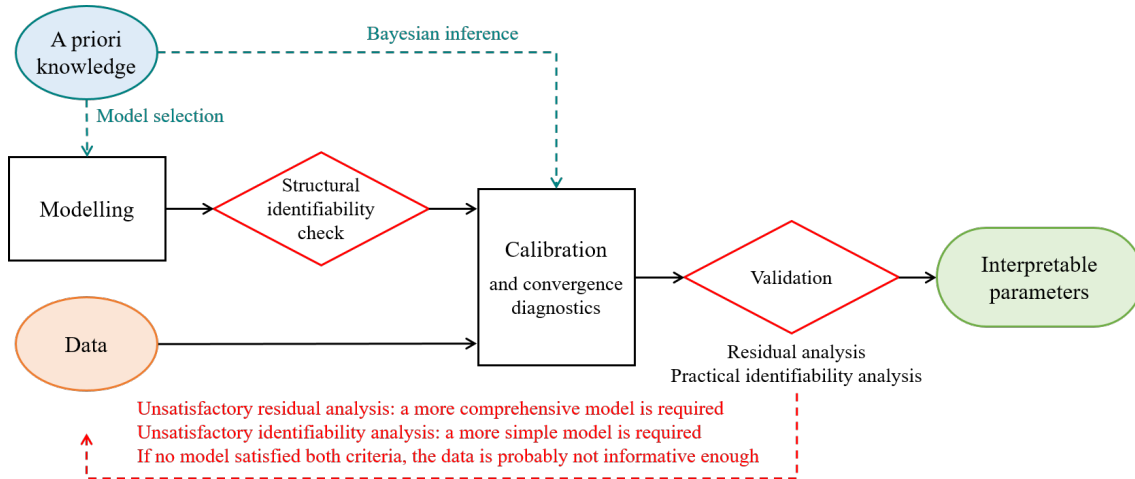 A priori
knowledge
Bayesian inference
Model selection
Modelling
Structural
identifiability
check
Calibration
and convergence
diagnostics
Validation
Interpretable
parameters
Data
Residual analysis
Practical identifiability analysis
Unsatisfactory residual analysis: a more comprehensive model is required
Unsatisfactory identifiability analysis: a more simple model is required
If no model satisfied both criteria, the data is probably not informative enough